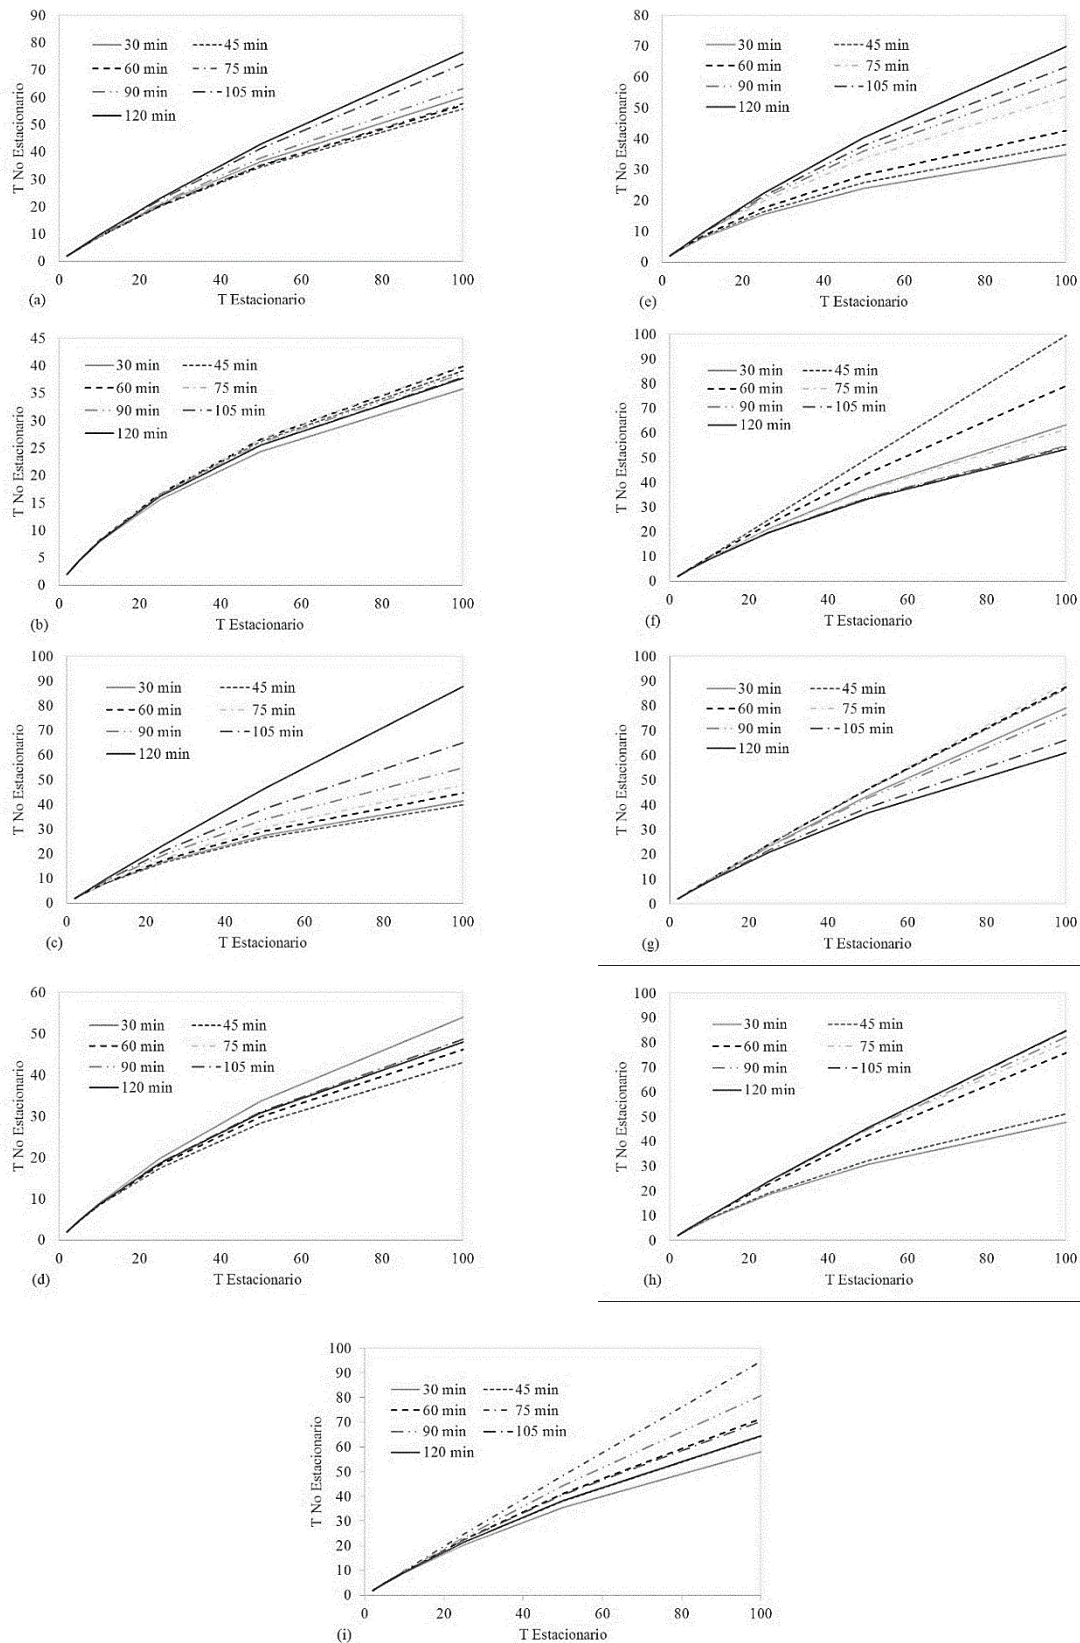 90
80
70
60
50
40
30
20
10
0
T No Estacionario
30 min 45 min
60 min 75 min
90 min 105 min
120 min
0 20 40 60 80 100
(a) T Estacionario
80
70
60
50
40
30
20
10
0
T No Estacionario
30 min 45 min
60 min 75 min
90 min 105 min
120 min
0 20 40 60 80 100
(e) T Estacionario
45
40
35
30
25
20
15
10
5
0
T No Estacionario
30 min 45 min
60 min 75 min
90 min 105 min
120 min
0 20 40 60 80 100
(b) T Estacionario
100
90
80
70
60
50
40
30
20
10
0
T No Estacionario
30 min 45 min
60 min 75 min
90 min 105 min
120 min
0 20 40 60 80 100
(f) T Estacionario
100
90
80
70
60
50
40
30
20
10
0
T No Estacionario
30 min 45 min
60 min 75 min
90 min 105 min
120 min
0 20 40 60 80 100
(c) T Estacionario
100
90
80
70
60
50
40
30
20
10
0
T No Estacionario
30 min 45 min
60 min 75 min
90 min 105 min
120 min
0 20 40 60 80 100
(g) T Estacionario
60
50
40
30
20
10
0
T No Estacionario
30 min 45 min
60 min 75 min
90 min 105 min
120 min
0 20 40 60 80 100
(d) T Estacionario
100
90
80
70
60
50
40
30
20
10
0
T No Estacionario
30 min 45 min
60 min 75 min
90 min 105 min
120 min
0 20 40 60 80 100
(h) T Estacionario
100
90
80
70
60
50
40
30
20
10
0
T No Estacionario
30 min 45 min
60 min 75 min
90 min 105 min
120 min
0 20 40 60 80 100
(i) T Estacionario